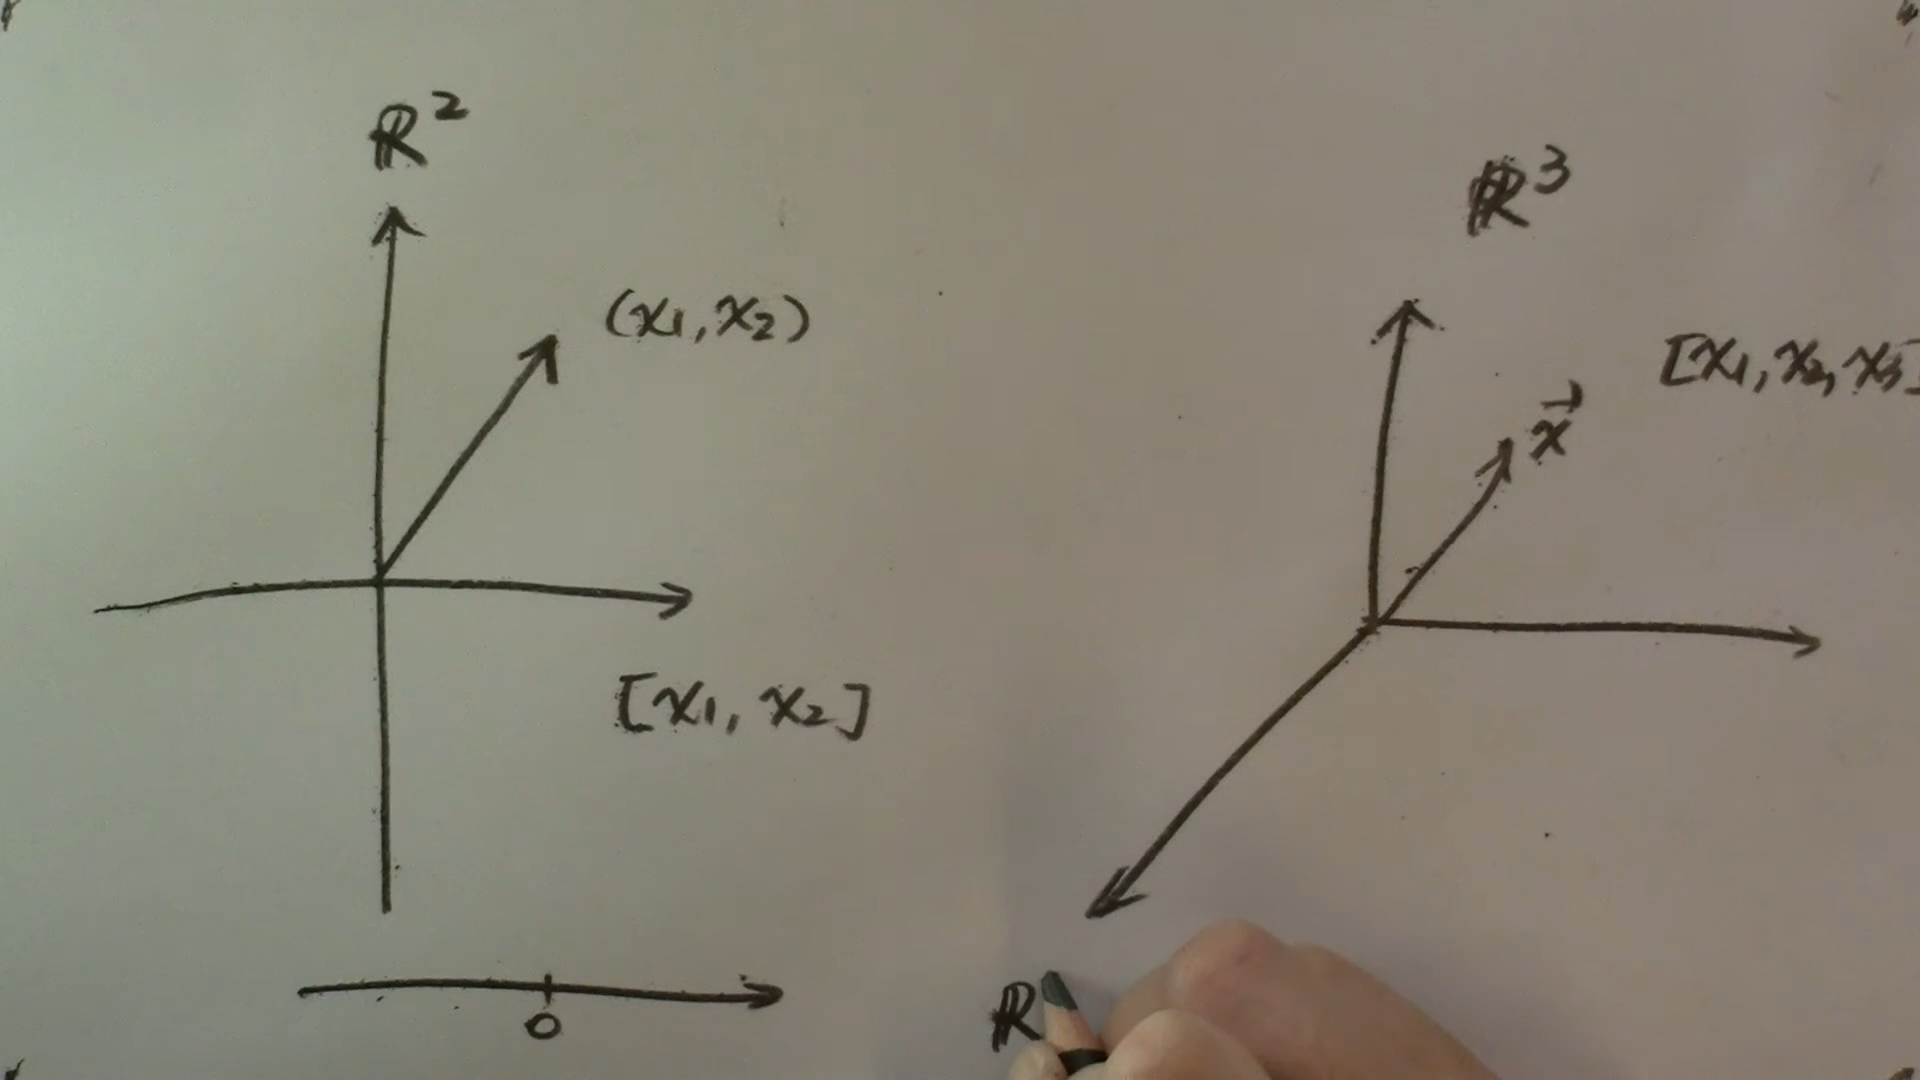 ℝ²
ℝ³
(x₁, x₂)
[x₁, x₂, x₃]
x⃗
[x₁, x₂]
0
ℝ